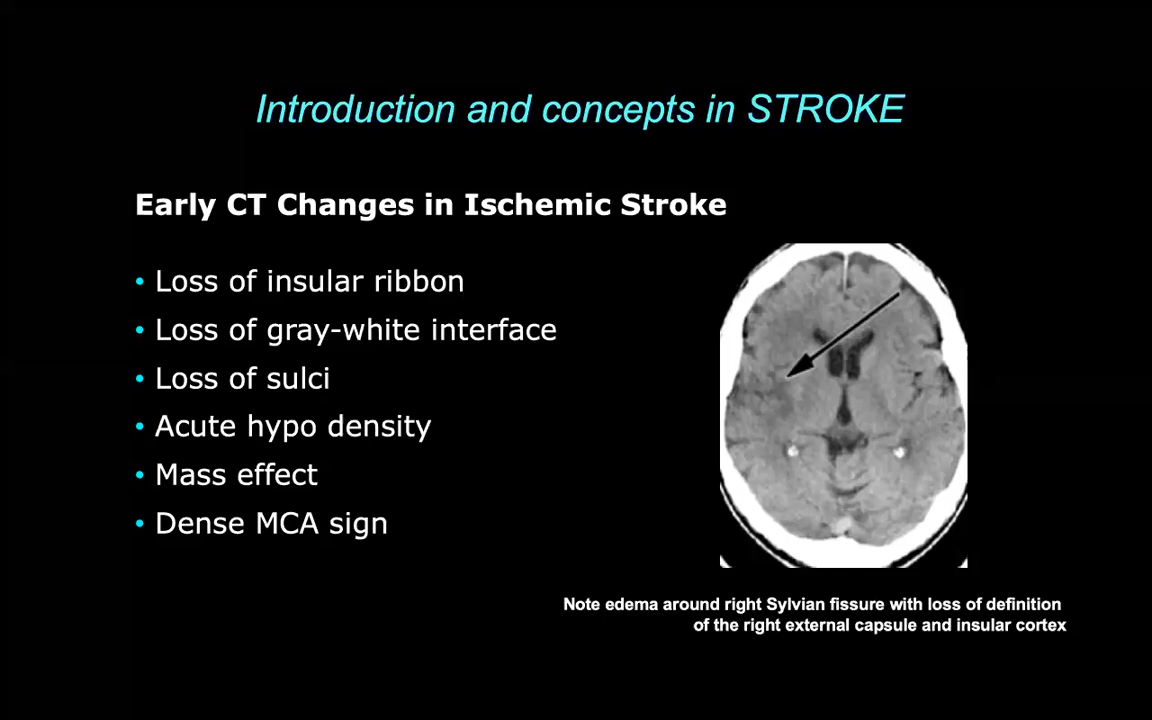 Introduction and concepts in STROKE
Early CT Changes in Ischemic Stroke
• Loss of insular ribbon
• Loss of gray-white interface
• Loss of sulci
• Acute hypo density
• Mass effect
• Dense MCA sign
Note edema around right Sylvian fissure with loss of definition
of the right external capsule and insular cortex